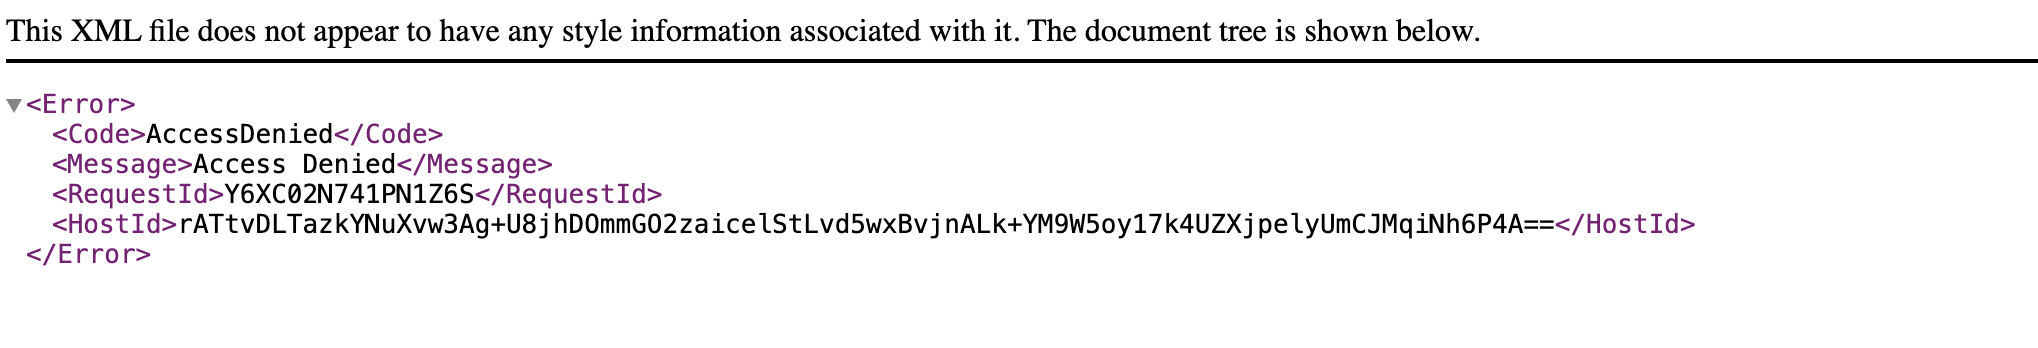 This XML file does not appear to have any style information associated with it. The document tree is shown below.
<Error>
<Code>AccessDenied</Code>
<Message>Access Denied</Message>
<RequestId>Y6XC02N741PN1Z6S</RequestId>
<HostId>rATtvDLTazkYNuXvw3Ag+U8jhDOmmGO2zaicelStLvd5wxBvjnALk+YM9W5oy17k4UZXjpelyUmCJMqiNh6P4A==</HostId>
</Error>